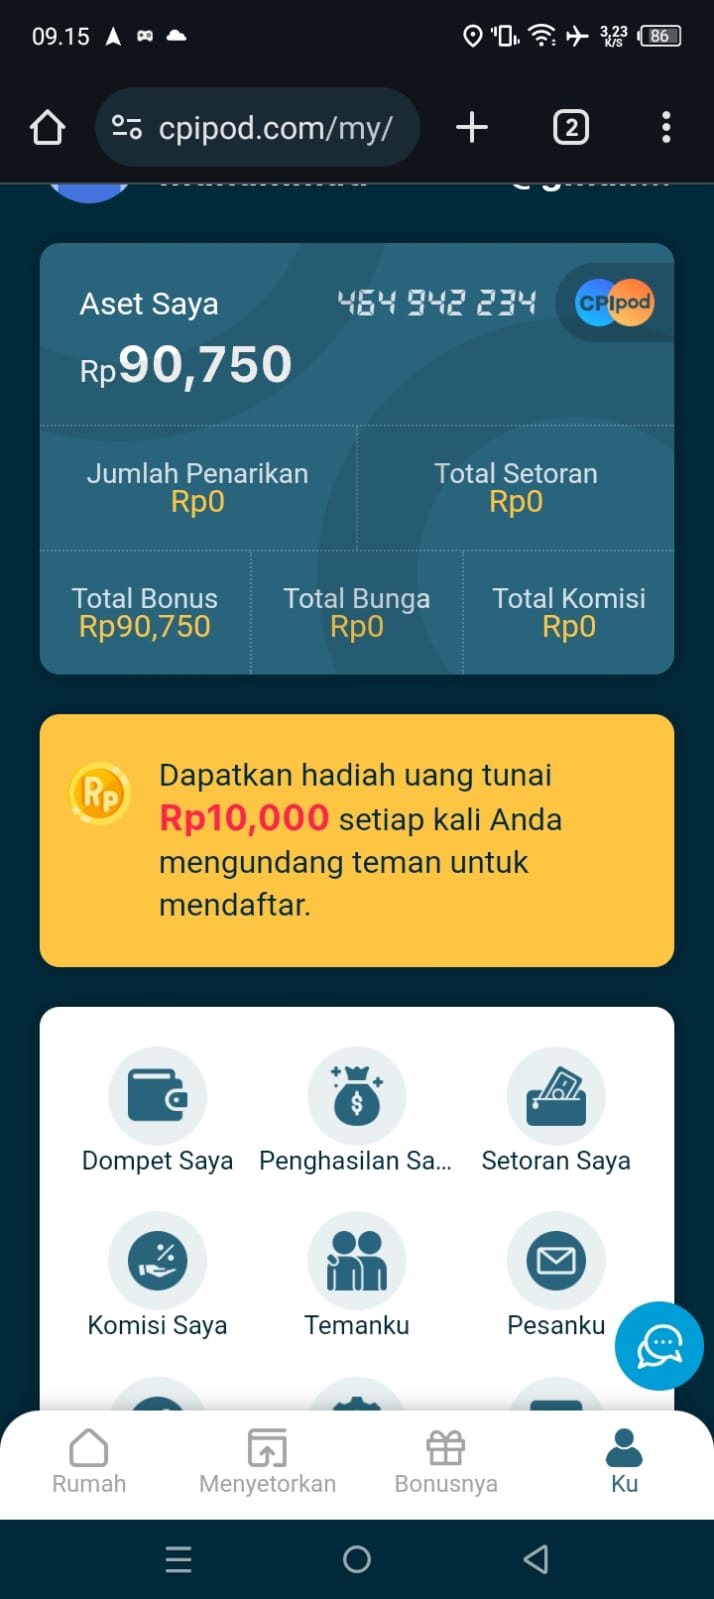 09.15 3,23 K/S 86
cpipod.com/my/ 2
Aset Saya 464 942 234 CPIpod
Rp90,750
Jumlah Penarikan Total Setoran
Rp0 Rp0
Total Bonus Total Bunga Total Komisi
Rp90,750 Rp0 Rp0
Rp Dapatkan hadiah uang tunai
Rp10,000 setiap kali Anda
mengundang teman untuk
mendaftar.
Dompet Saya Penghasilan Sa... Setoran Saya
Komisi Saya Temanku Pesanku
Rumah Menyetorkan Bonusnya Ku